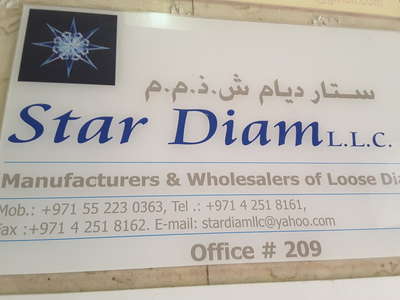 ستار ديام ش.ذ.م.م
Star Diam L.L.C.
Manufacturers & Wholesalers of Loose Dia
Mob.: +971 55 223 0363, Tel .: +971 4 251 8161,
Fax :+971 4 251 8162. E-mail: stardiamllc@yahoo.com
Office # 209